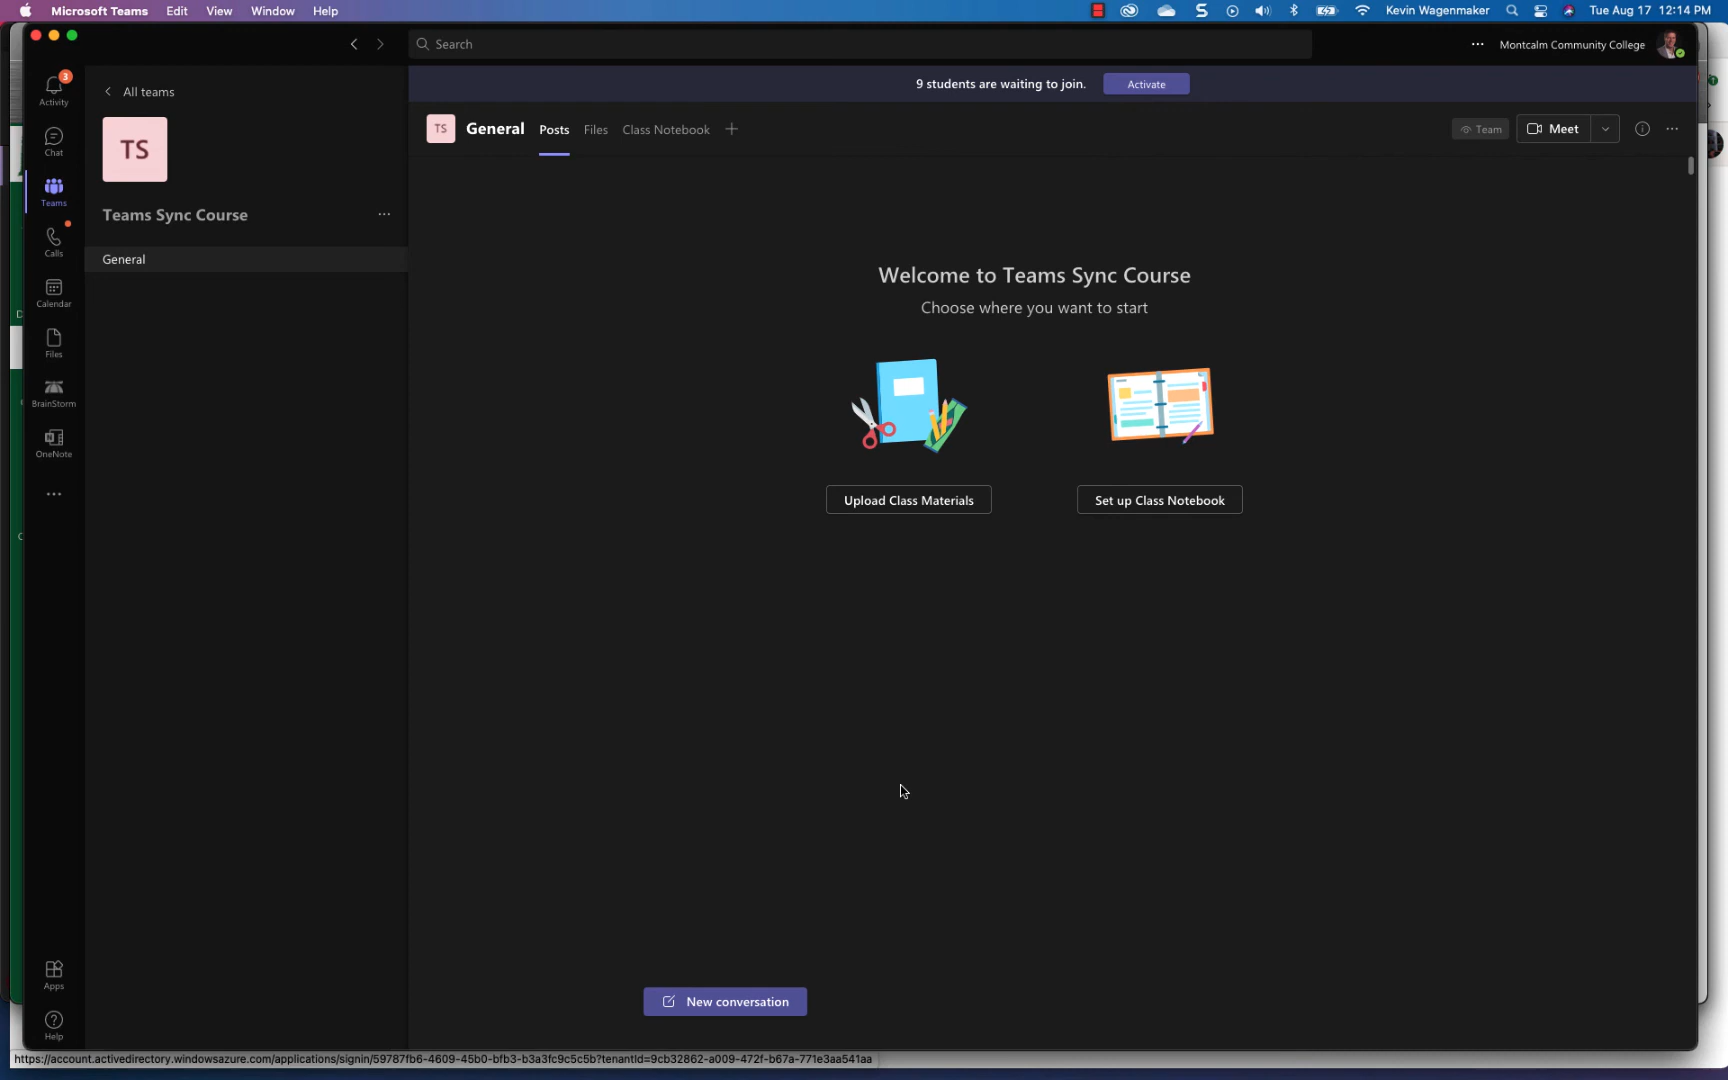 Microsoft Teams Edit View Window Help Kevin Wagenmaker Tue Aug 17 12:14 PM
Search
Montcalm Community College
3
Activity
Chat
Teams
Calls
Calendar
Files
BrainStorm
OneNote
Apps
Help
All teams
TS
Teams Sync Course
General
9 students are waiting to join. Activate
TS General Posts Files Class Notebook Team Meet
Welcome to Teams Sync Course
Choose where you want to start
Upload Class Materials Set up Class Notebook
New conversation
https://account.activedirectory.windowsazure.com/applications/signin/59787fb6-4609-45b0-bfb3-b3a3fc9c5c5b?tenantId=9cb32862-a009-472f-b67a-771e3aa541aa